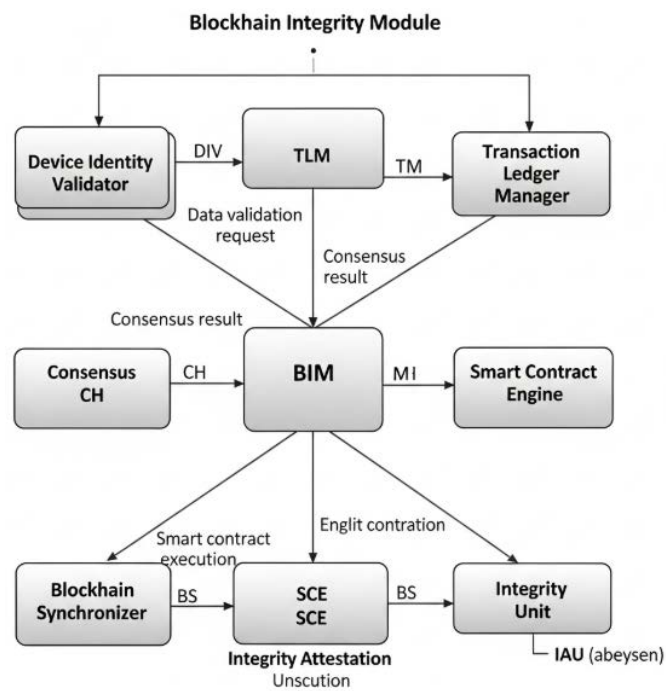 Blockhain Integrity Module
Device Identity
Validator
DIV
TLM
TM
Transaction
Ledger
Manager
Data validation
request
Consensus
result
Consensus result
Consensus
CH
CH
BIM
MI
Smart Contract
Engine
Smart contract
execution
Englit contration
Blockhain
Synchronizer
BS
SCE
SCE
BS
Integrity
Unit
Integrity Attestation
Unscution
IAU (abeysen)